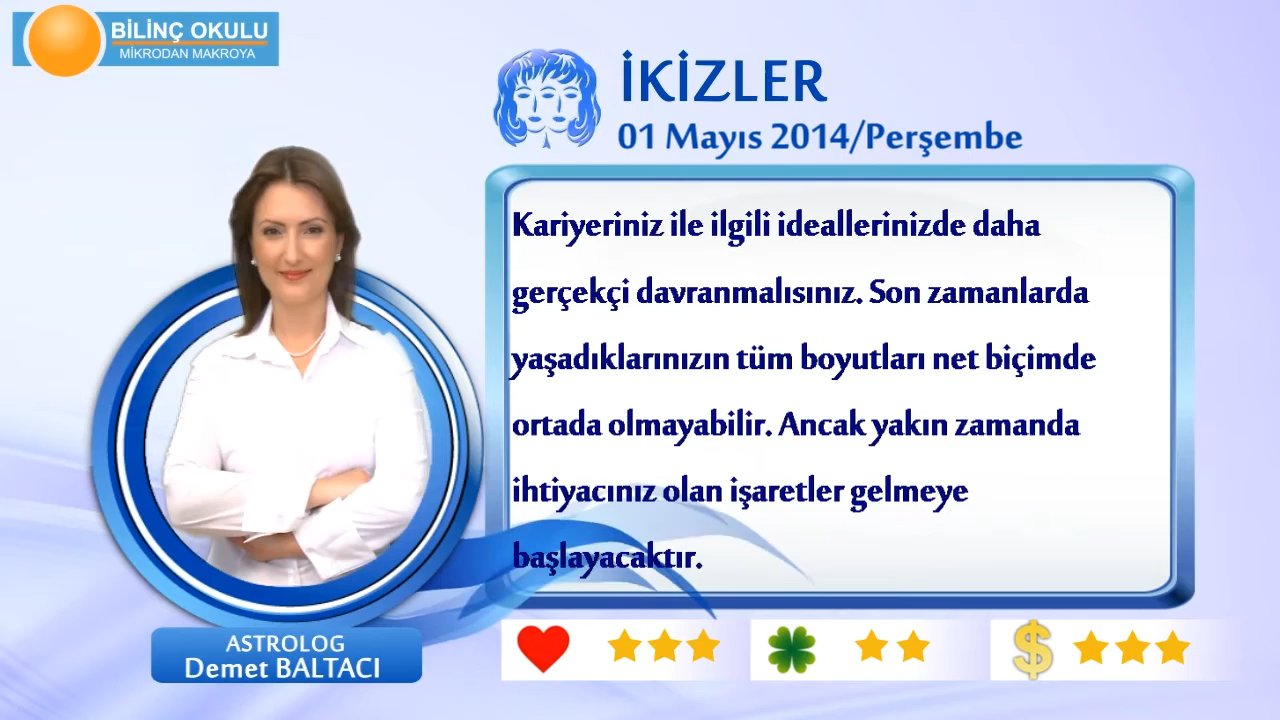 BİLİNÇ OKULU
MİKRODAN MAKROYA
İKİZLER
01 Mayıs 2014/Perşembe
Kariyeriniz ile ilgili ideallerinizde daha
gerçekçi davranmalısınız. Son zamanlarda
yaşadıklarınızın tüm boyutları net biçimde
ortada olmayabilir. Ancak yakın zamanda
ihtiyacınız olan işaretler gelmeye
başlayacaktır.
ASTROLOG
Demet BALTACI
$